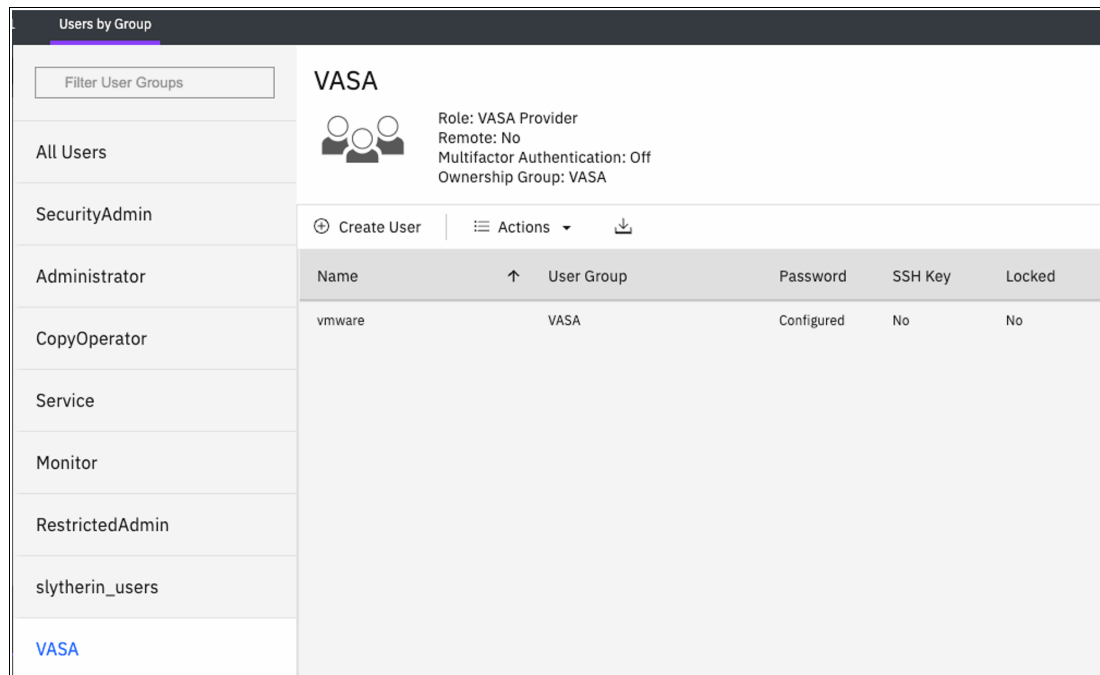 Users by Group
Filter User Groups
All Users
SecurityAdmin
Administrator
CopyOperator
Service
Monitor
RestrictedAdmin
slytherin_users
VASA
VASA
Role: VASA Provider
Remote: No
Multifactor Authentication: Off
Ownership Group: VASA
Create User Actions
Name User Group Password SSH Key Locked
vmware VASA Configured No No